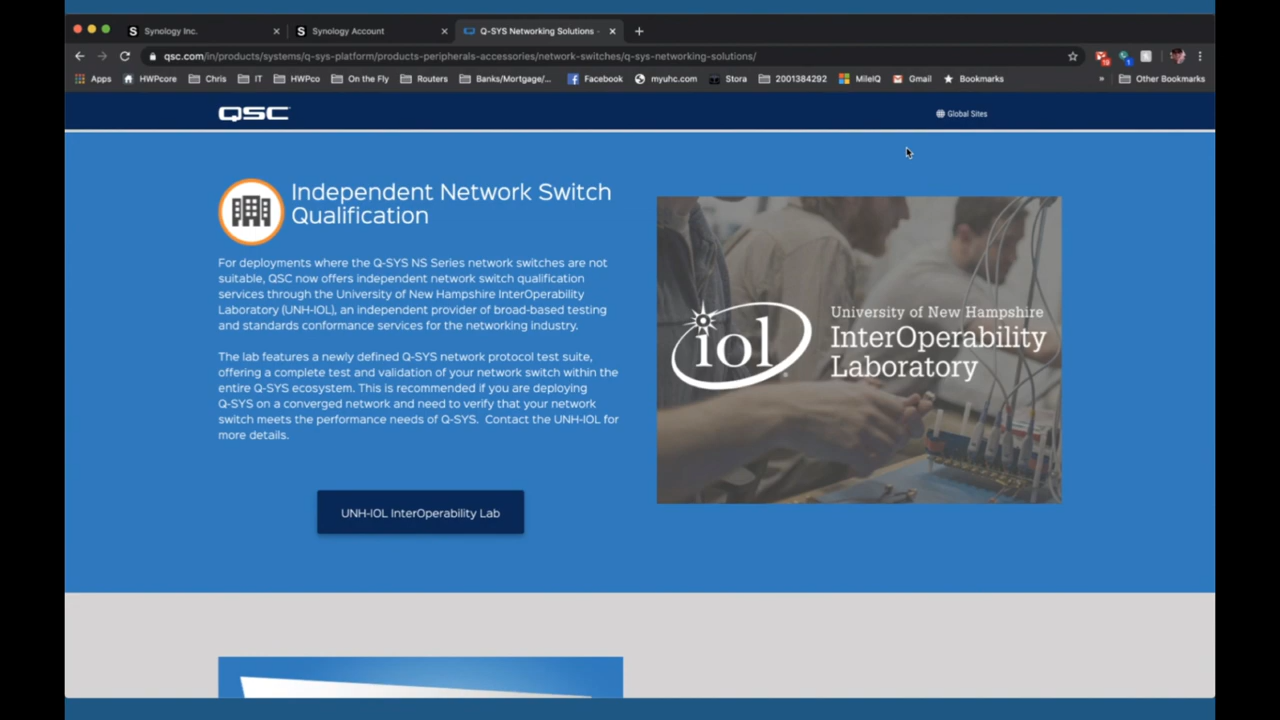 Synology Inc.
Synology Account
Q-SYS Networking Solutions -
qsc.com/in/products/systems/q-sys-platform/products-peripherals-accessories/network-switches/q-sys-networking-solutions/
Apps HWPcore Chris IT HWPco On the Fly Routers Banks/Mortgage/... Facebook myuhc.com Stora 2001384292 MileIQ Gmail Bookmarks » Other Bookmarks
QSC
Global Sites
Independent Network Switch
Qualification
For deployments where the Q-SYS NS Series network switches are not
suitable, QSC now offers independent network switch qualification
services through the University of New Hampshire InterOperability
Laboratory (UNH-IOL), an independent provider of broad-based testing
and standards conformance services for the networking industry.
The lab features a newly defined Q-SYS network protocol test suite,
offering a complete test and validation of your network switch within the
entire Q-SYS ecosystem. This is recommended if you are deploying
Q-SYS on a converged network and need to verify that your network
switch meets the performance needs of Q-SYS. Contact the UNH-IOL for
more details.
UNH-IOL InterOperability Lab
iol
University of New Hampshire
InterOperability
Laboratory